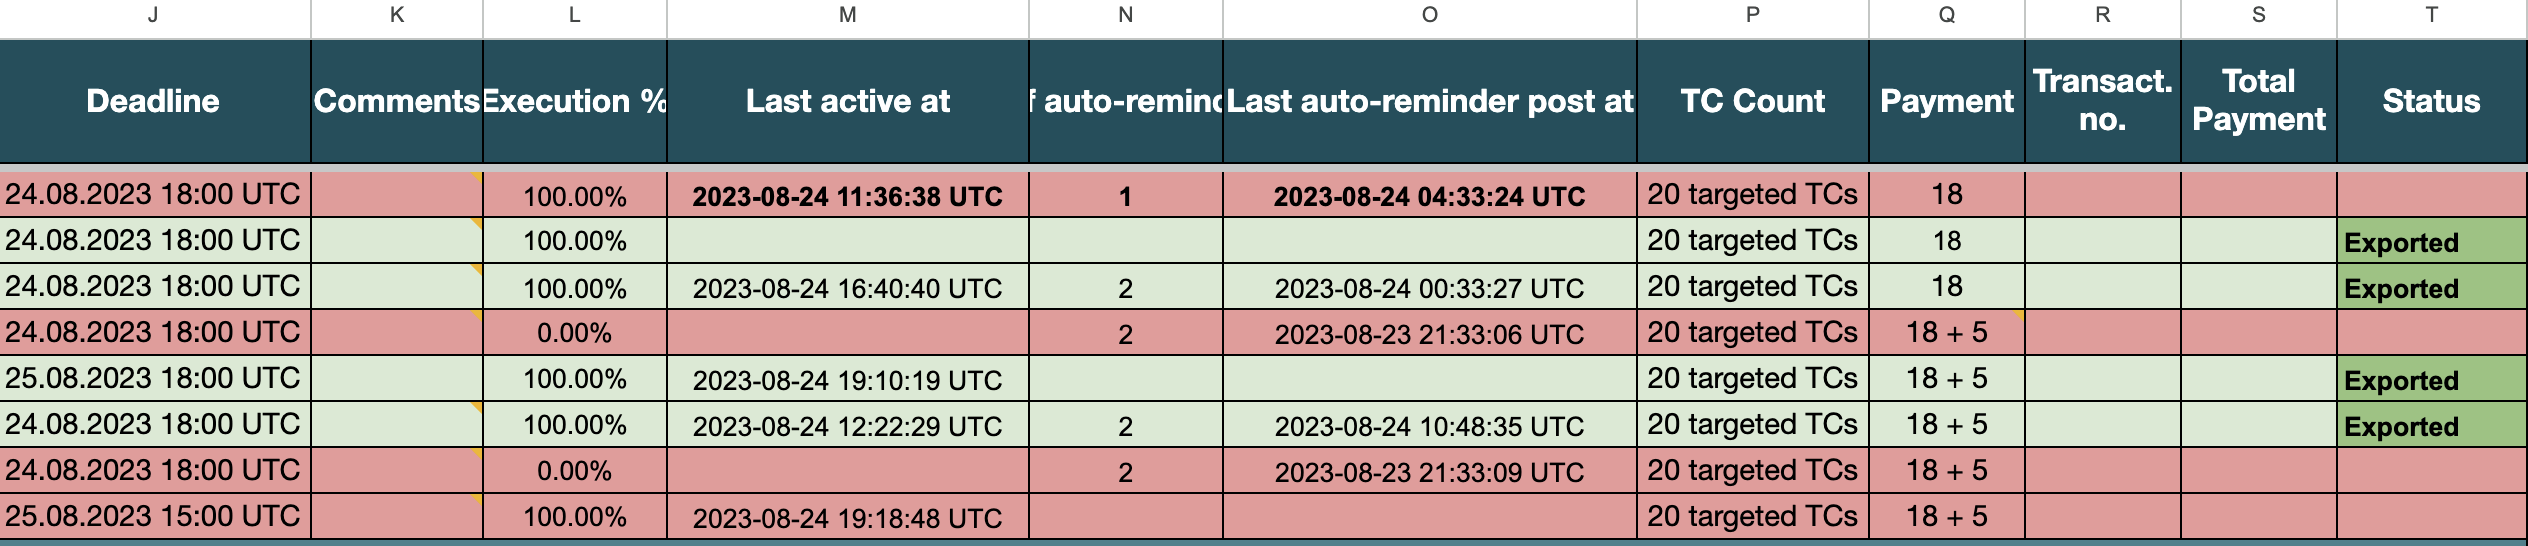 J K L M N O P Q R S T
Deadline Comments Execution % Last active at f auto-remind Last auto-reminder post at TC Count Payment Transact. no. Total Payment Status
24.08.2023 18:00 UTC 100.00% 2023-08-24 11:36:38 UTC 1 2023-08-24 04:33:24 UTC 20 targeted TCs 18
24.08.2023 18:00 UTC 100.00% 20 targeted TCs 18 Exported
24.08.2023 18:00 UTC 100.00% 2023-08-24 16:40:40 UTC 2 2023-08-24 00:33:27 UTC 20 targeted TCs 18 Exported
24.08.2023 18:00 UTC 0.00% 2 2023-08-23 21:33:06 UTC 20 targeted TCs 18 + 5
25.08.2023 18:00 UTC 100.00% 2023-08-24 19:10:19 UTC 20 targeted TCs 18 + 5 Exported
24.08.2023 18:00 UTC 100.00% 2023-08-24 12:22:29 UTC 2 2023-08-24 10:48:35 UTC 20 targeted TCs 18 + 5 Exported
24.08.2023 18:00 UTC 0.00% 2 2023-08-23 21:33:09 UTC 20 targeted TCs 18 + 5
25.08.2023 15:00 UTC 100.00% 2023-08-24 19:18:48 UTC 20 targeted TCs 18 + 5